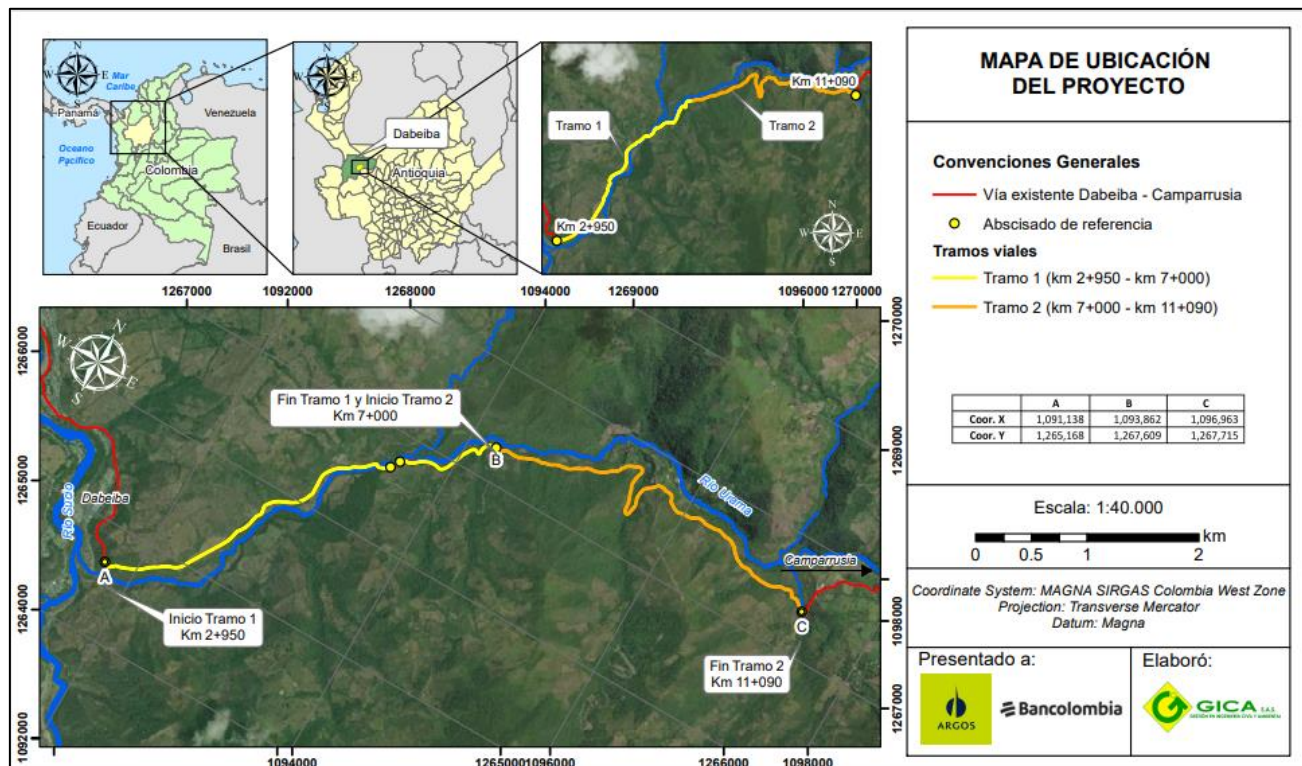 N
W
E
S
Mar
Caribe
Panamá
Venezuela
Oceano
Pacífico
Colombia
Ecuador
Brasil
N
W
E
S
Dabeiba
Antioquia
Km 11+090
Tramo 1
Tramo 2
Km 2+950
N
W
E
S
MAPA DE UBICACIÓN
DEL PROYECTO
Convenciones Generales
Vía existente Dabeiba - Camparrusia
Abscisado de referencia
Tramos viales
Tramo 1 (km 2+950 - km 7+000)
Tramo 2 (km 7+000 - km 11+090)
A B C
Coor. X 1,091,138 1,093,862 1,096,963
Coor. Y 1,265,168 1,267,609 1,267,715
Escala: 1:40.000
0 0.5 1 2 km
Coordinate System: MAGNA SIRGAS Colombia West Zone
Projection: Transverse Mercator
Datum: Magna
Presentado a:
ARGOS
Bancolombia
Elaboró:
GICA S.A.S.
GESTIÓN EN INGENIERÍA CIVIL Y AMBIENTAL
1267000 1092000 1268000 1094000 1269000 1096000 1270000
1266000
1265000
1264000
1092000
1270000
1269000
1098000
1267000
N
W
E
S
Fin Tramo 1 y Inicio Tramo 2
Km 7+000
B
Río Sucio
Dabeiba
A
Inicio Tramo 1
Km 2+950
Río Urama
Camparrusia
C
Fin Tramo 2
Km 11+090
1094000 1265000 1096000 1266000 1098000